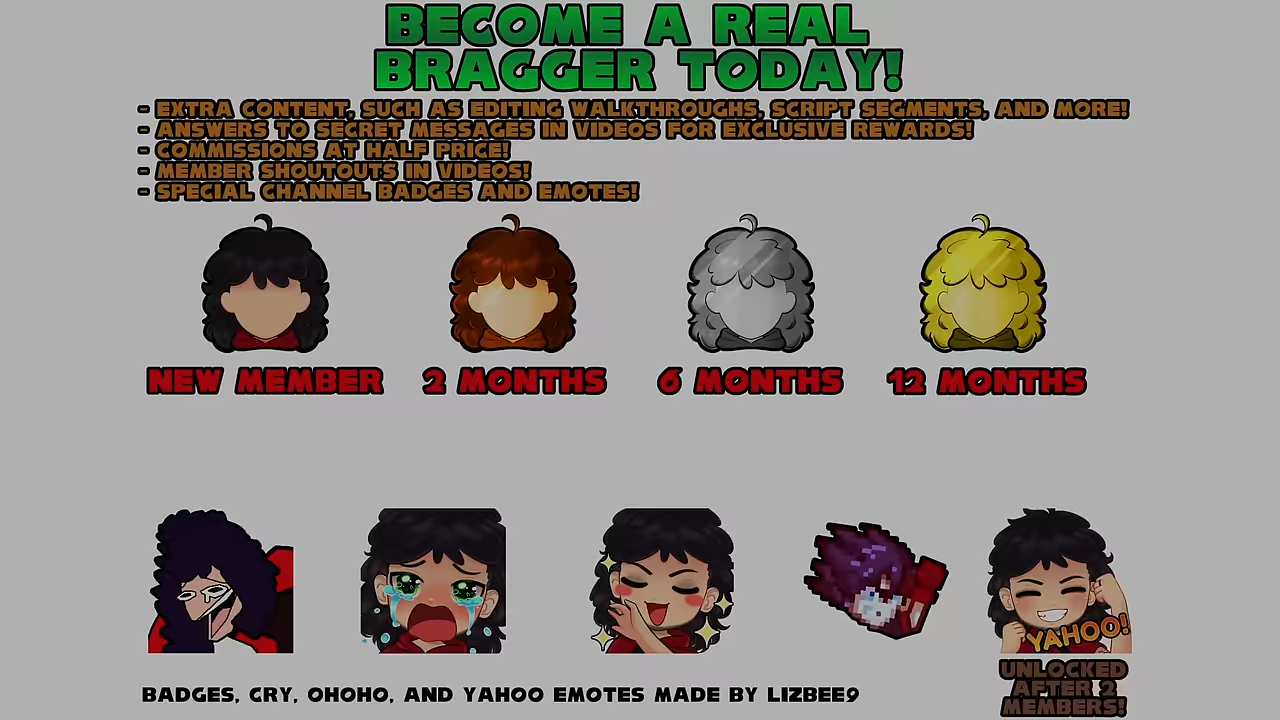 BECOME A REAL
BRAGGER TODAY!
- EXTRA CONTENT, SUCH AS EDITING WALKTHROUGHS, SCRIPT SEGMENTS, AND MORE!
- ANSWERS TO SECRET MESSAGES IN VIDEOS FOR EXCLUSIVE REWARDS!
- COMMISSIONS AT HALF PRICE!
- MEMBER SHOUTOUTS IN VIDEOS!
- SPECIAL CHANNEL BADGES AND EMOTES!
NEW MEMBER
2 MONTHS
6 MONTHS
12 MONTHS
YAHOO!
UNLOCKED
AFTER 2
MEMBERS!
BADGES, CRY, OHOHO, AND YAHOO EMOTES MADE BY LIZBEE9